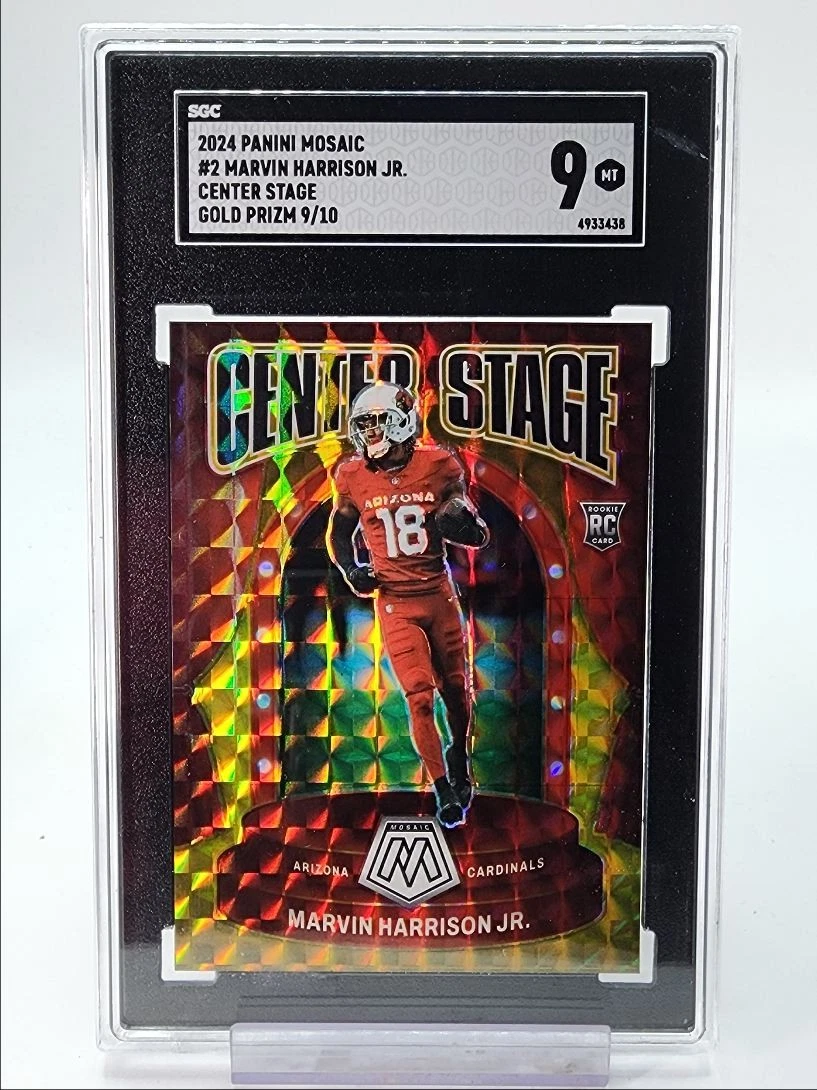 SGC
2024 PANINI MOSAIC
#2 MARVIN HARRISON JR.
CENTER STAGE
GOLD PRIZM 9/10
9 MT
4933438
CENTER STAGE
ARIZONA
18
ROOKIE
RC
CARD
MOSAIC
M
ARIZONA CARDINALS
MARVIN HARRISON JR.